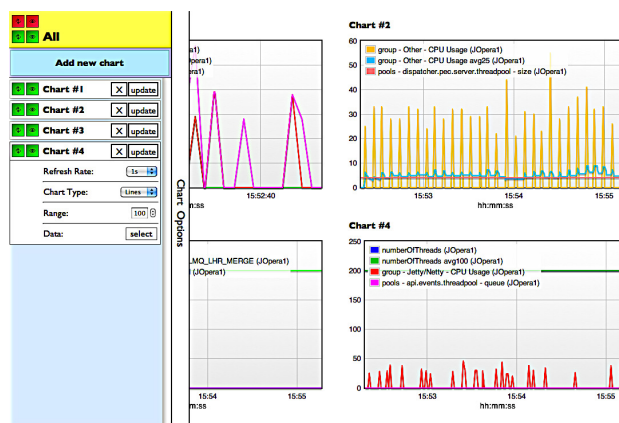 All
Add new chart
Chart #1 X update
Chart #2 X update
Chart #3 X update
Chart #4 X update
Refresh Rate: 1s
Chart Type: Lines
Range: 100
Data: select
Chart Options
(JOpera1)
15:52:40
mm:ss
_MQ_LHR_MERGE (JOpera1)
(JOpera1)
15:54 15:55
mm:ss
Chart #2
60
50
40
30
20
10
0
group - Other - CPU Usage (JOpera1)
group - Other - CPU Usage avg25 (JOpera1)
pools - dispatcher.pec.server.threadpool - size (JOpera1)
15:53 15:54 15:55
hh:mm:ss
Chart #4
250
200
150
100
50
0
numberOfThreads (JOpera1)
numberOfThreads avg100 (JOpera1)
group - Jetty/Netty - CPU Usage (JOpera1)
pools - api.events.threadpool - queue (JOpera1)
15:53 15:54 15:55
hh:mm:ss